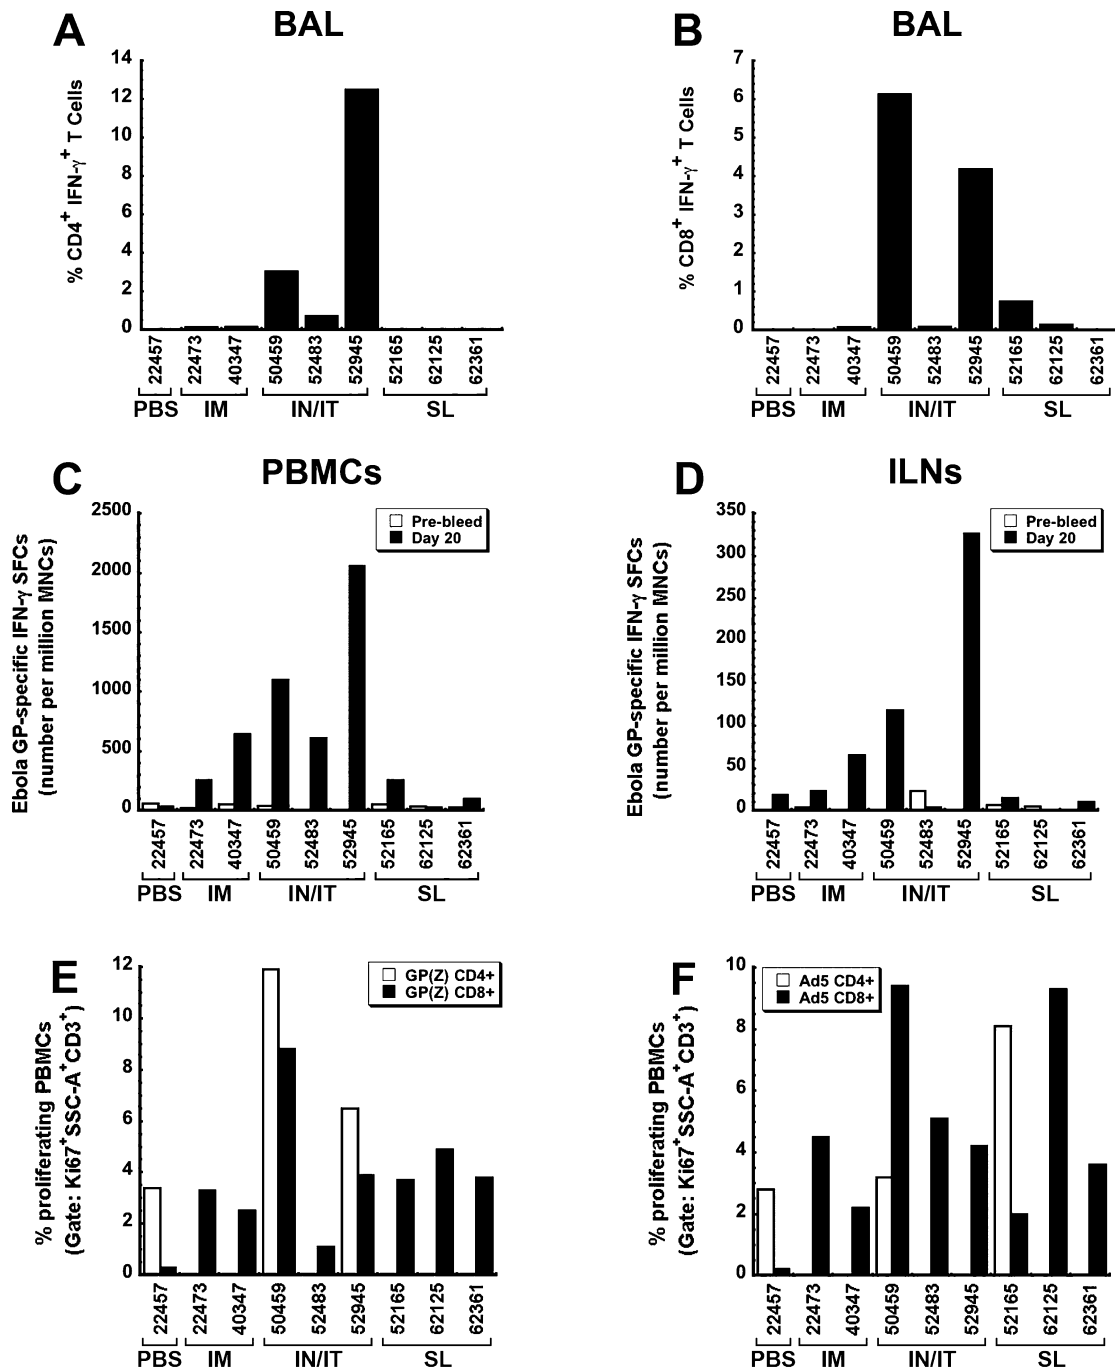 A
BAL
% CD4+ IFN-γ+ T Cells
14
12
10
8
6
4
2
0
22457
22473
40347
50459
52483
52945
52165
62125
62361
PBS
IM
IN/IT
SL
B
BAL
% CD8+ IFN-γ+ T Cells
7
6
5
4
3
2
1
0
22457
22473
40347
50459
52483
52945
52165
62125
62361
PBS
IM
IN/IT
SL
C
PBMCs
Ebola GP-specific IFN-γ SFCs
(number per million MNCs)
2500
2000
1500
1000
500
0
Pre-bleed
Day 20
22457
22473
40347
50459
52483
52945
52165
62125
62361
PBS
IM
IN/IT
SL
D
ILNs
Ebola GP-specific IFN-γ SFCs
(number per million MNCs)
350
300
250
200
150
100
50
0
Pre-bleed
Day 20
22457
22473
40347
50459
52483
52945
52165
62125
62361
PBS
IM
IN/IT
SL
E
% proliferating PBMCs
(Gate: Ki67+SSC-A+CD3+)
12
10
8
6
4
2
0
GP(Z) CD4+
GP(Z) CD8+
22457
22473
40347
50459
52483
52945
52165
62125
62361
PBS
IM
IN/IT
SL
F
% proliferating PBMCs
(Gate: Ki67+SSC-A+CD3+)
10
8
6
4
2
0
Ad5 CD4+
Ad5 CD8+
22457
22473
40347
50459
52483
52945
52165
62125
62361
PBS
IM
IN/IT
SL